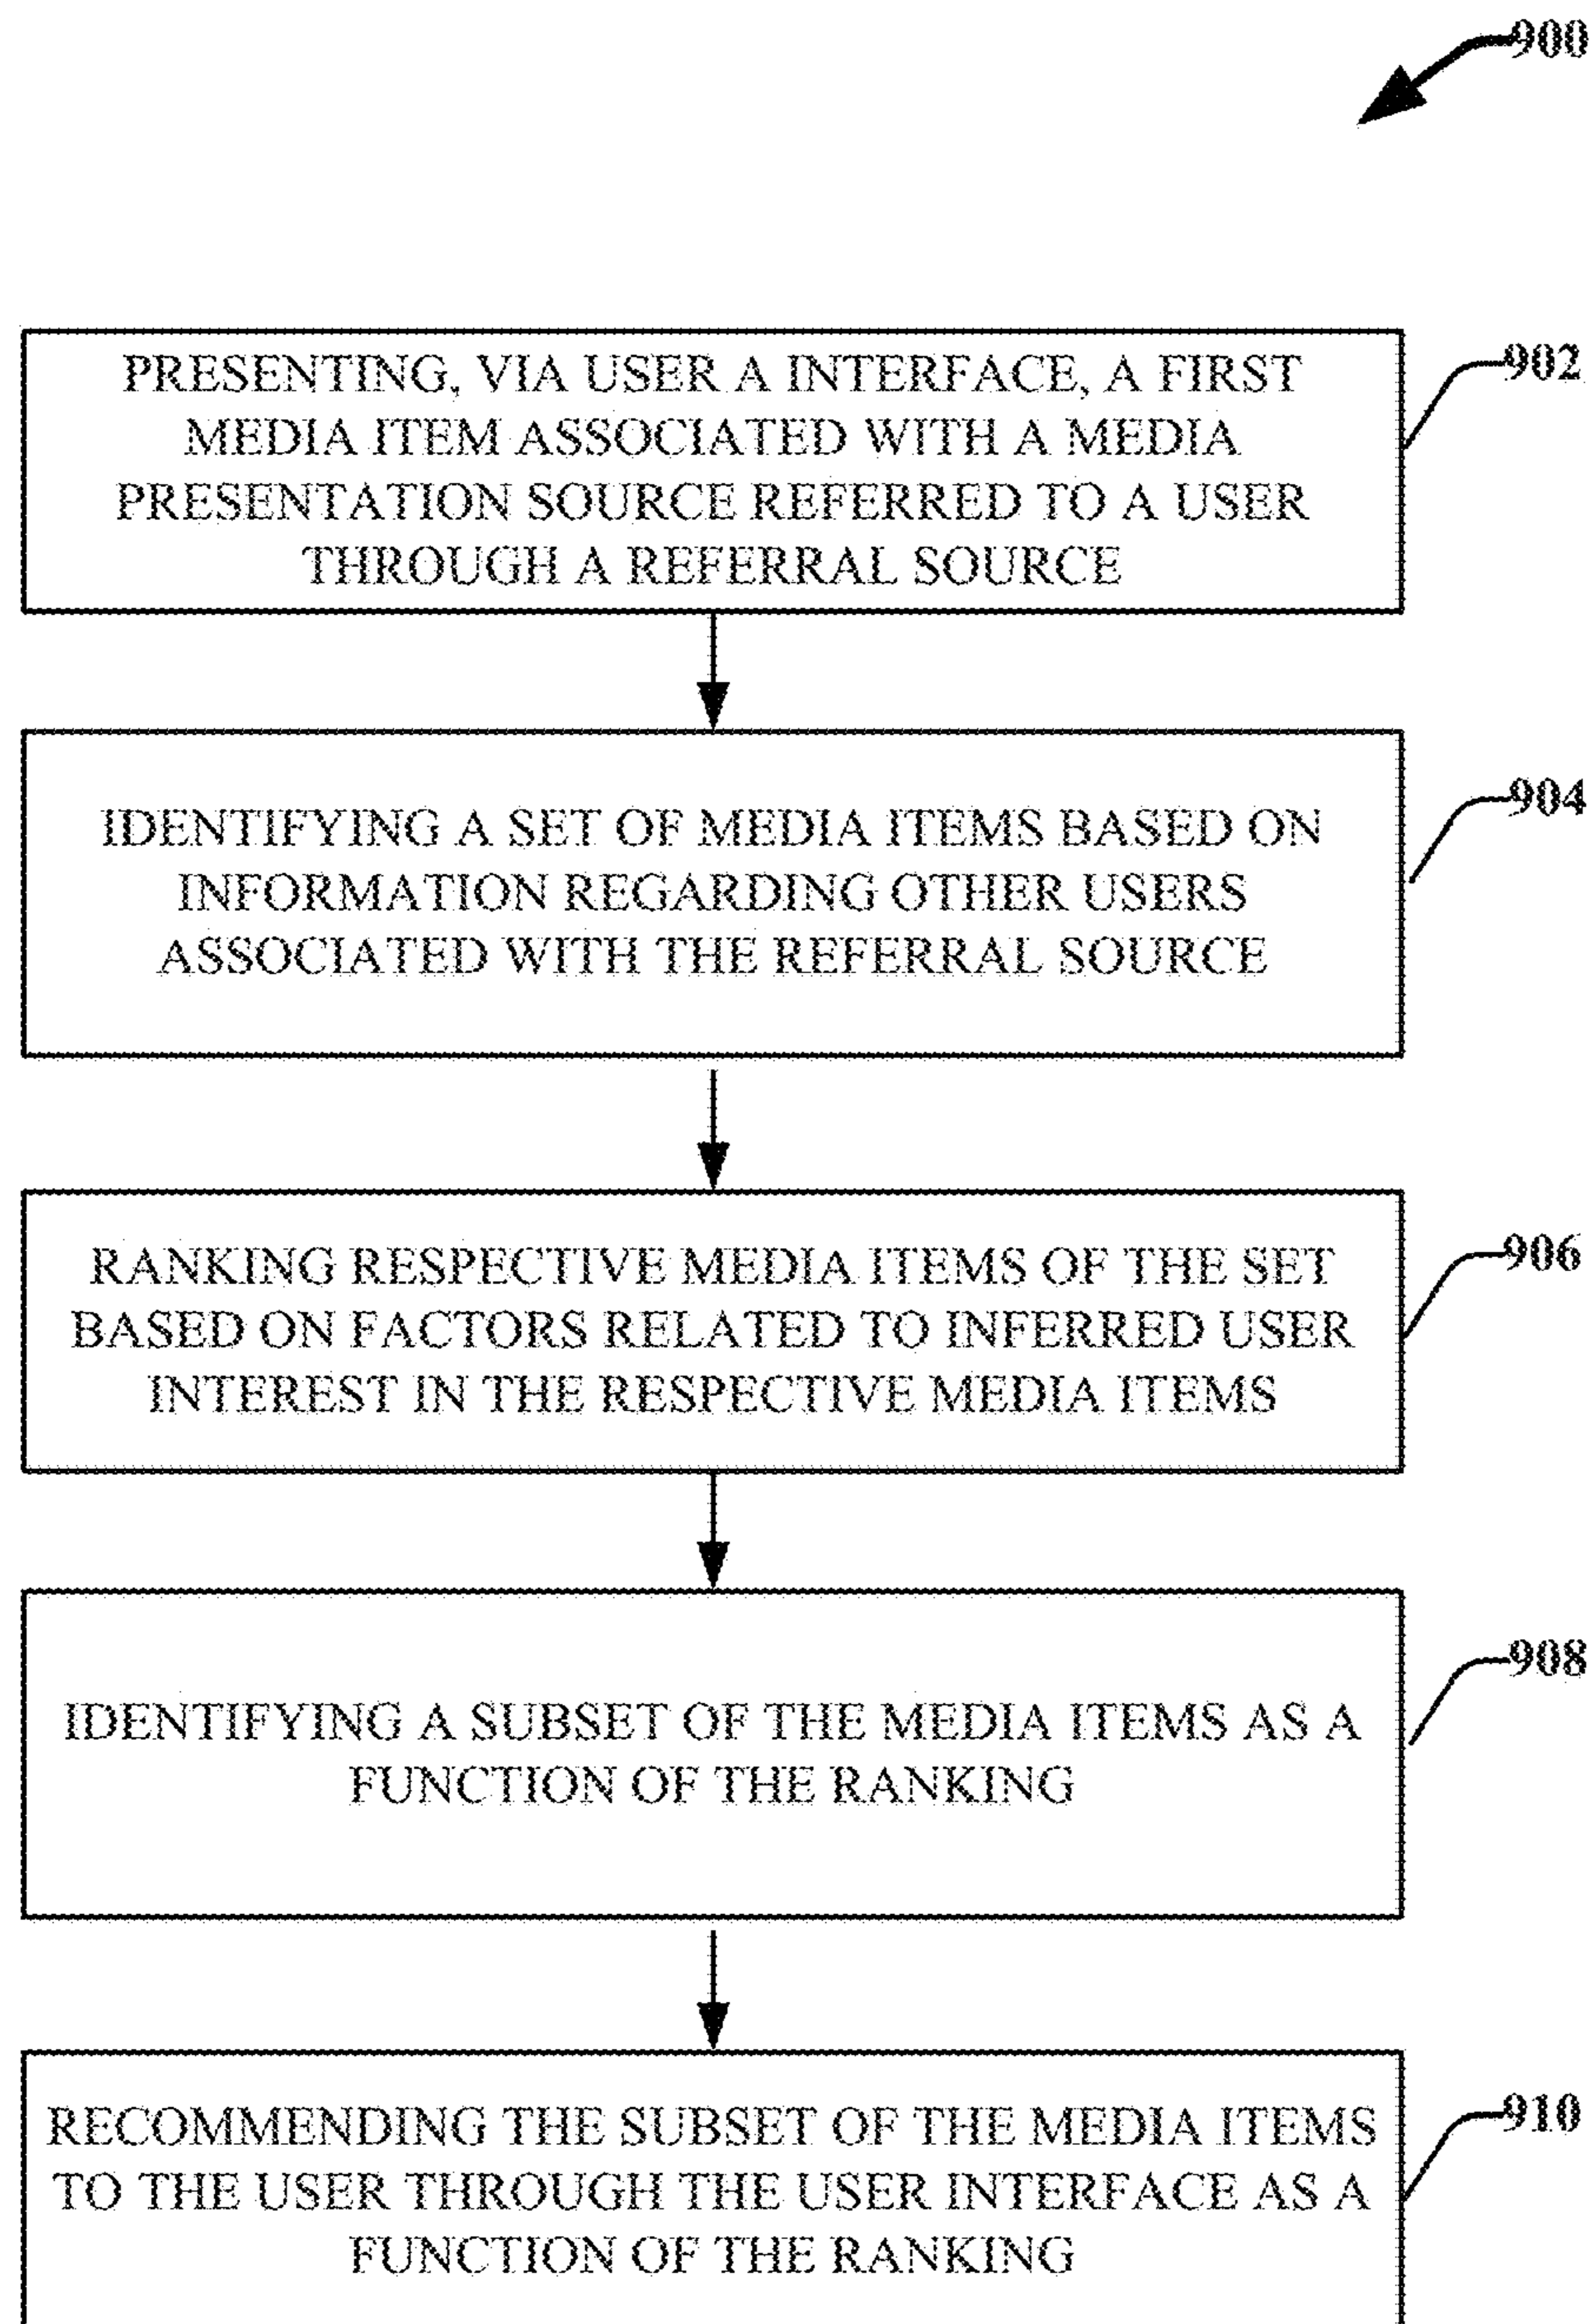 900
PRESENTING, VIA USER A INTERFACE, A FIRST
MEDIA ITEM ASSOCIATED WITH A MEDIA
PRESENTATION SOURCE REFERRED TO A USER
THROUGH A REFERRAL SOURCE
902
IDENTIFYING A SET OF MEDIA ITEMS BASED ON
INFORMATION REGARDING OTHER USERS
ASSOCIATED WITH THE REFERRAL SOURCE
904
RANKING RESPECTIVE MEDIA ITEMS OF THE SET
BASED ON FACTORS RELATED TO INFERRED USER
INTEREST IN THE RESPECTIVE MEDIA ITEMS
906
IDENTIFYING A SUBSET OF THE MEDIA ITEMS AS A
FUNCTION OF THE RANKING
908
RECOMMENDING THE SUBSET OF THE MEDIA ITEMS
TO THE USER THROUGH THE USER INTERFACE AS A
FUNCTION OF THE RANKING
910